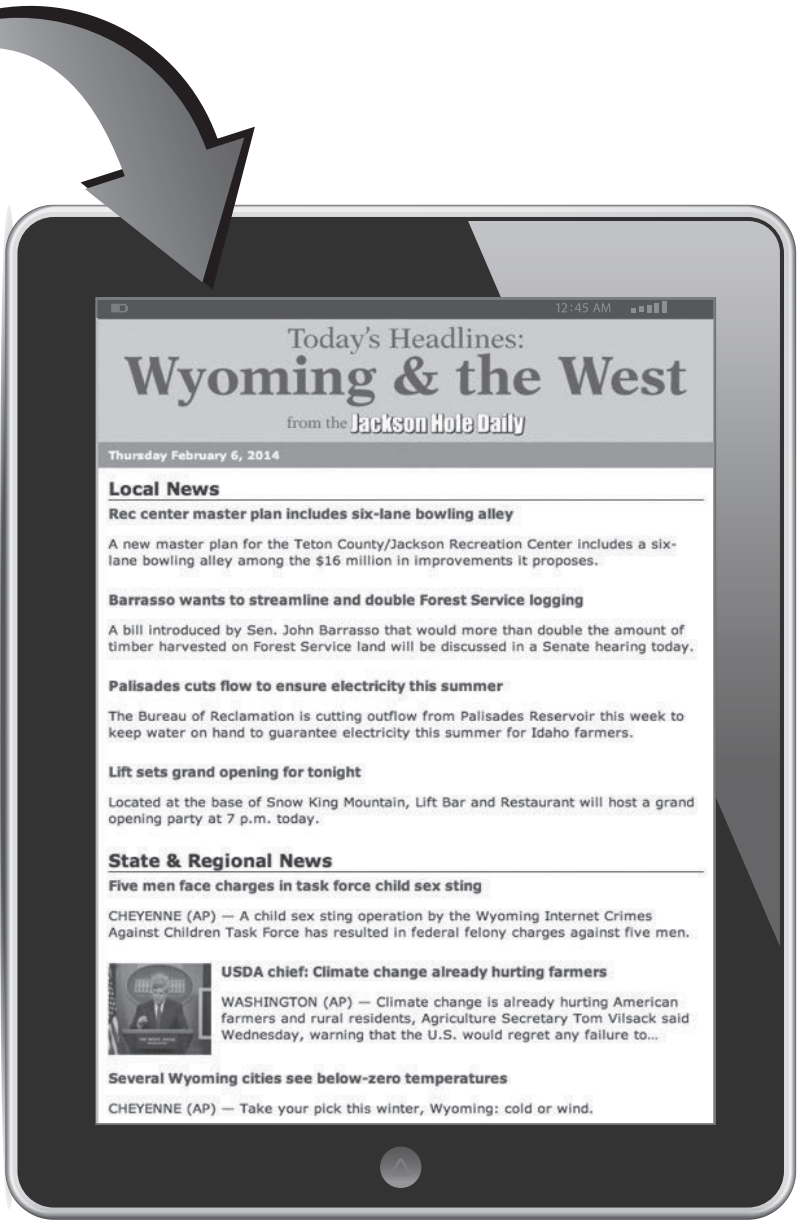 12:45 AM
Today's Headlines:
Wyoming & the West
from the Jackson Hole Daily
Thursday February 6, 2014
Local News
Rec center master plan includes six-lane bowling alley
A new master plan for the Teton County/Jackson Recreation Center includes a six-
lane bowling alley among the $16 million in improvements it proposes.
Barrasso wants to streamline and double Forest Service logging
A bill introduced by Sen. John Barrasso that would more than double the amount of
timber harvested on Forest Service land will be discussed in a Senate hearing today.
Palisades cuts flow to ensure electricity this summer
The Bureau of Reclamation is cutting outflow from Palisades Reservoir this week to
keep water on hand to guarantee electricity this summer for Idaho farmers.
Lift sets grand opening for tonight
Located at the base of Snow King Mountain, Lift Bar and Restaurant will host a grand
opening party at 7 p.m. today.
State & Regional News
Five men face charges in task force child sex sting
CHEYENNE (AP) — A child sex sting operation by the Wyoming Internet Crimes
Against Children Task Force has resulted in federal felony charges against five men.
USDA chief: Climate change already hurting farmers
WASHINGTON (AP) — Climate change is already hurting American
farmers and rural residents, Agriculture Secretary Tom Vilsack said
Wednesday, warning that the U.S. would regret any failure to...
Several Wyoming cities see below-zero temperatures
CHEYENNE (AP) — Take your pick this winter, Wyoming: cold or wind.